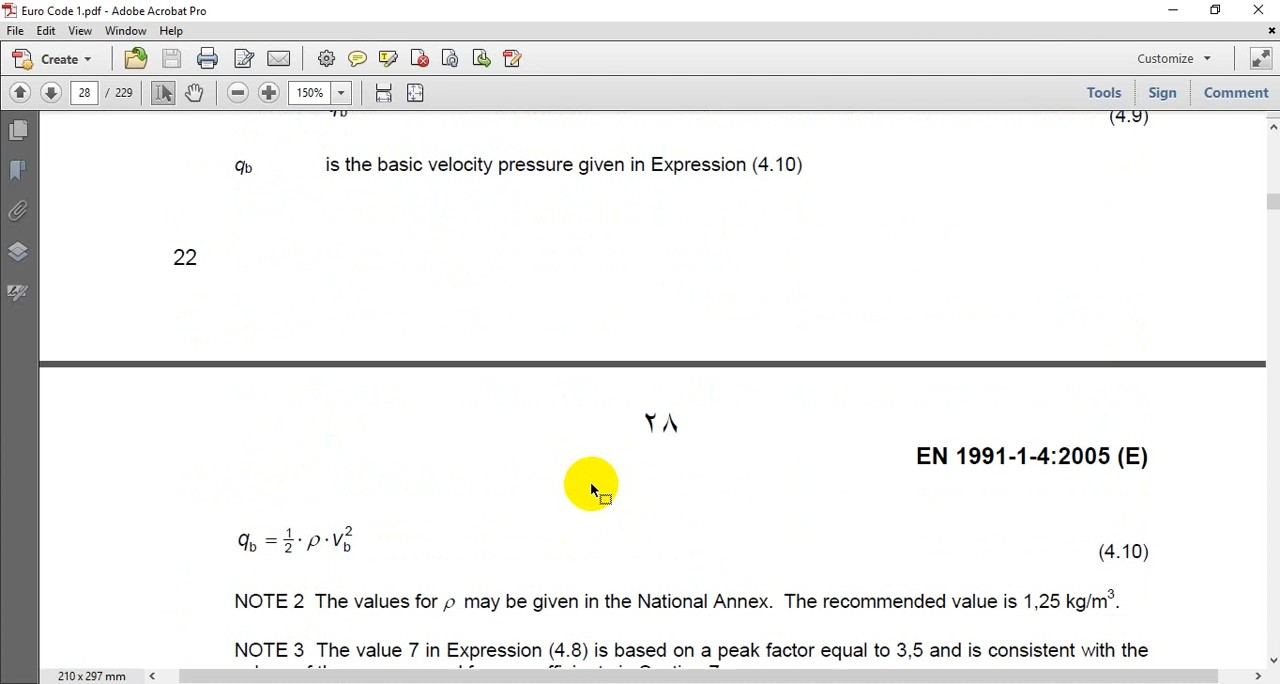 Euro Code 1.pdf - Adobe Acrobat Pro
File Edit View Window Help
Create Customize
28 / 229 150% Tools Sign Comment
(4.9)
qb is the basic velocity pressure given in Expression (4.10)
22
٢٨
EN 1991-1-4:2005 (E)
q_b = 1/2 · ρ · v_b² (4.10)
NOTE 2 The values for ρ may be given in the National Annex. The recommended value is 1,25 kg/m³.
NOTE 3 The value 7 in Expression (4.8) is based on a peak factor equal to 3,5 and is consistent with the
210 x 297 mm